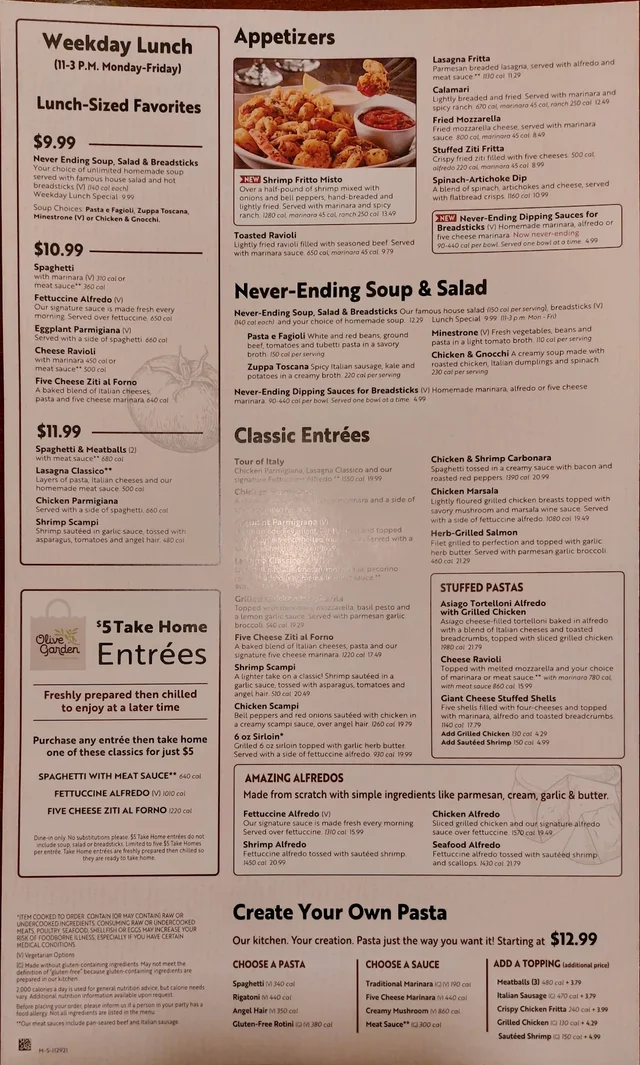 Weekday Lunch
(11-3 P.M. Monday-Friday)
Lunch-Sized Favorites
$9.99
Never Ending Soup, Salad & Breadsticks
Your choice of unlimited homemade soup
served with famous house salad and hot
breadsticks (V) (140 cal each)
Weekday Lunch Special 9.99
Soup Choices: Pasta e Fagioli, Zuppa Toscana,
Minestrone (V) or Chicken & Gnocchi.
$10.99
Spaghetti
with marinara (V) 310 cal or
meat sauce** 360 cal
Fettuccine Alfredo (V)
Our signature sauce is made fresh every
morning. Served over fettuccine. 650 cal
Eggplant Parmigiana (V)
Served with a side of spaghetti. 660 cal
Cheese Ravioli
with marinara 450 cal or
meat sauce** 500 cal
Five Cheese Ziti al Forno
A baked blend of Italian cheeses,
pasta and five cheese marinara 640 cal
$11.99
Spaghetti & Meatballs (2)
with meat sauce** 680 cal
Lasagna Classico**
Layers of pasta, Italian cheeses and our
homemade meat sauce. 500 cal
Chicken Parmigiana
Served with a side of spaghetti. 660 cal
Shrimp Scampi
Shrimp sautéed in garlic sauce, tossed with
asparagus, tomatoes and angel hair. 480 cal
Olive
Garden
$5 Take Home
Entrées
Freshly prepared then chilled
to enjoy at a later time
Purchase any entrée then take home
one of these classics for just $5
SPAGHETTI WITH MEAT SAUCE** 640 cal
FETTUCCINE ALFREDO (V) 1010 cal
FIVE CHEESE ZITI AL FORNO 1220 cal
Dine-in only. No substitutions please. $5 Take Home entrées do not
include soup, salad or breadsticks. Limited to five $5 Take Homes
per entrée. Take Home entrées are freshly prepared then chilled so
they are ready to take home.
*ITEM COOKED TO ORDER. CONTAIN (OR MAY CONTAIN) RAW OR
UNDERCOOKED INGREDIENTS. CONSUMING RAW OR UNDERCOOKED
MEATS, POULTRY, SEAFOOD, SHELLFISH OR EGGS MAY INCREASE YOUR
RISK OF FOODBORNE ILLNESS, ESPECIALLY IF YOU HAVE CERTAIN
MEDICAL CONDITIONS.
(V) Vegetarian Options
(G) Made without gluten-containing ingredients. May not meet the
definition of "gluten-free" because gluten-containing ingredients are
prepared in our kitchen.
2,000 calories a day is used for general nutrition advice, but calorie needs
vary. Additional nutrition information available upon request.
Before placing your order, please inform us if a person in your party has a
food allergy. Not all ingredients are listed in the menu.
**Our meat sauces include pan-seared beef and Italian sausage.
M-5-1(293)
Appetizers
NEW Shrimp Fritto Misto
Over a half-pound of shrimp mixed with
onions and bell peppers, hand-breaded and
lightly fried. Served with marinara and spicy
ranch. 1280 cal, marinara 45 cal, ranch 250 cal 13.49
Toasted Ravioli
Lightly fried ravioli filled with seasoned beef. Served
with marinara sauce. 650 cal, marinara 45 cal 9.79
Lasagna Fritta
Parmesan breaded lasagna, served with alfredo and
meat sauce.** 1130 cal 11.29
Calamari
Lightly breaded and fried. Served with marinara and
spicy ranch. 670 cal, marinara 45 cal, ranch 250 cal 12.49
Fried Mozzarella
Fried mozzarella cheese, served with marinara
sauce. 800 cal, marinara 45 cal 8.49
Stuffed Ziti Fritta
Crispy fried ziti filled with five cheeses. 500 cal,
alfredo 220 cal, marinara 45 cal 8.99
Spinach-Artichoke Dip
A blend of spinach, artichokes and cheese, served
with flatbread crisps. 1160 cal 10.99
NEW Never-Ending Dipping Sauces for
Breadsticks (V) Homemade marinara, alfredo or
five cheese marinara. Now never-ending
90-440 cal per bowl. Served one bowl at a time. 4.99
Never-Ending Soup & Salad
Never-Ending Soup, Salad & Breadsticks Our famous house salad (150 cal per serving), breadsticks (V)
(140 cal each) and your choice of homemade soup. 12.29 Lunch Special 9.99 (11-3 p.m. Mon - Fri)
Pasta e Fagioli White and red beans, ground
beef, tomatoes and tubetti pasta in a savory
broth. 150 cal per serving
Zuppa Toscana Spicy Italian sausage, kale and
potatoes in a creamy broth. 220 cal per serving
Minestrone (V) Fresh vegetables, beans and
pasta in a light tomato broth. 110 cal per serving
Chicken & Gnocchi A creamy soup made with
roasted chicken, Italian dumplings and spinach.
230 cal per serving
Never-Ending Dipping Sauces for Breadsticks (V) Homemade marinara, alfredo or five cheese
marinara. 90-440 cal per bowl. Served one bowl at a time. 4.99
Classic Entrées
Tour of Italy
Chicken Parmigiana, Lasagna Classico and our
signature Fettuccine Alfredo.** 1550 cal 19.99
and a side of
Parmigiana (V)
and topped
Served with a
pecorino
sauce.**
Topped with mozzarella, basil pesto and
a lemon garlic sauce. Served with parmesan garlic
broccoli. 540 cal 19.29
Five Cheese Ziti al Forno
A baked blend of Italian cheeses, pasta and our
signature five cheese marinara. 1220 cal 17.49
Shrimp Scampi
A lighter take on a classic! Shrimp sautéed in a
garlic sauce, tossed with asparagus, tomatoes and
angel hair. 510 cal 20.49
Chicken Scampi
Bell peppers and red onions sautéed with chicken in
a creamy scampi sauce, over angel hair. 1260 cal 19.79
6 oz Sirloin*
Grilled 6 oz sirloin topped with garlic herb butter.
Served with a side of fettuccine alfredo. 930 cal 19.99
Chicken & Shrimp Carbonara
Spaghetti tossed in a creamy sauce with bacon and
roasted red peppers. 1390 cal 20.99
Chicken Marsala
Lightly floured grilled chicken breasts topped with
savory mushroom and marsala wine sauce. Served
with a side of fettuccine alfredo. 1080 cal 19.49
Herb-Grilled Salmon
Filet grilled to perfection and topped with garlic
herb butter. Served with parmesan garlic broccoli.
460 cal 21.29
STUFFED PASTAS
Asiago Tortelloni Alfredo
with Grilled Chicken
Asiago cheese-filled tortelloni baked in alfredo
with a blend of Italian cheeses and toasted
breadcrumbs, topped with sliced grilled chicken.
1980 cal 21.79
Cheese Ravioli
Topped with melted mozzarella and your choice
of marinara or meat sauce.** with marinara 780 cal,
with meat sauce 860 cal 15.99
Giant Cheese Stuffed Shells
Five shells filled with four-cheeses and topped
with marinara, alfredo and toasted breadcrumbs.
1140 cal 17.79
Add Grilled Chicken 130 cal 4.29
Add Sautéed Shrimp 150 cal 4.99
AMAZING ALFREDOS
Made from scratch with simple ingredients like parmesan, cream, garlic & butter.
Fettuccine Alfredo (V)
Our signature sauce is made fresh every morning.
Served over fettuccine. 1310 cal 15.99
Shrimp Alfredo
Fettuccine alfredo tossed with sautéed shrimp.
1450 cal 20.99
Chicken Alfredo
Sliced grilled chicken and our signature alfredo
sauce over fettuccine. 1570 cal 19.49
Seafood Alfredo
Fettuccine alfredo tossed with sautéed shrimp
and scallops. 1430 cal 21.79
Create Your Own Pasta
Our kitchen. Your creation. Pasta just the way you want it! Starting at $12.99
CHOOSE A PASTA
Spaghetti (V) 340 cal
Rigatoni (V) 440 cal
Angel Hair (V) 350 cal
Gluten-Free Rotini (G) (V) 380 cal
CHOOSE A SAUCE
Traditional Marinara (G) (V) 190 cal
Five Cheese Marinara (V) 440 cal
Creamy Mushroom (V) 860 cal
Meat Sauce** (G) 300 cal
ADD A TOPPING (additional price)
Meatballs (3) 480 cal + 3.79
Italian Sausage (G) 470 cal + 3.79
Crispy Chicken Fritta 240 cal + 3.99
Grilled Chicken (G) 130 cal + 4.29
Sautéed Shrimp (G) 150 cal + 4.99